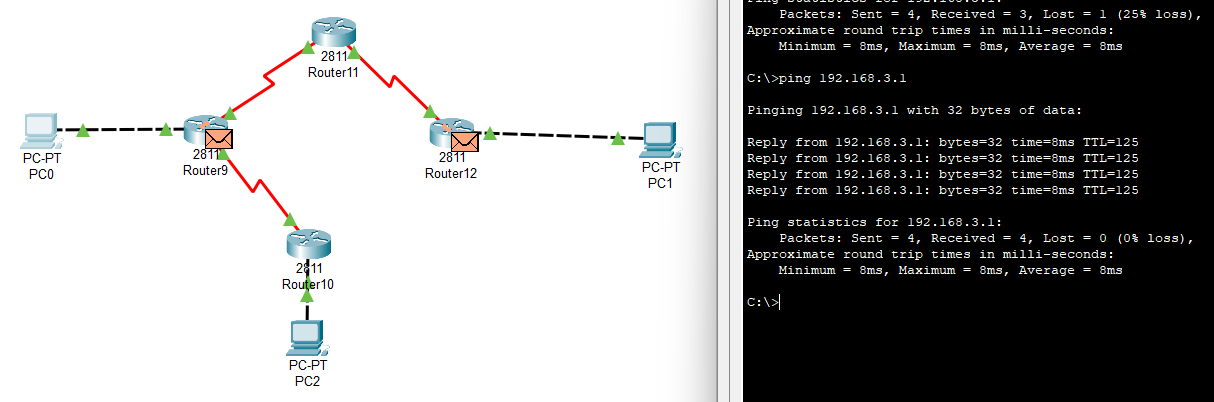 2811
Router11
PC-PT
PC0
2811
Router9
2811
Router12
PC-PT
PC1
2811
Router10
PC-PT
PC2
Packets: Sent = 4, Received = 3, Lost = 1 (25% loss),
Approximate round trip times in milli-seconds:
Minimum = 8ms, Maximum = 8ms, Average = 8ms
C:\>ping 192.168.3.1
Pinging 192.168.3.1 with 32 bytes of data:
Reply from 192.168.3.1: bytes=32 time=8ms TTL=125
Reply from 192.168.3.1: bytes=32 time=8ms TTL=125
Reply from 192.168.3.1: bytes=32 time=8ms TTL=125
Reply from 192.168.3.1: bytes=32 time=8ms TTL=125
Ping statistics for 192.168.3.1:
Packets: Sent = 4, Received = 4, Lost = 0 (0% loss),
Approximate round trip times in milli-seconds:
Minimum = 8ms, Maximum = 8ms, Average = 8ms
C:\>